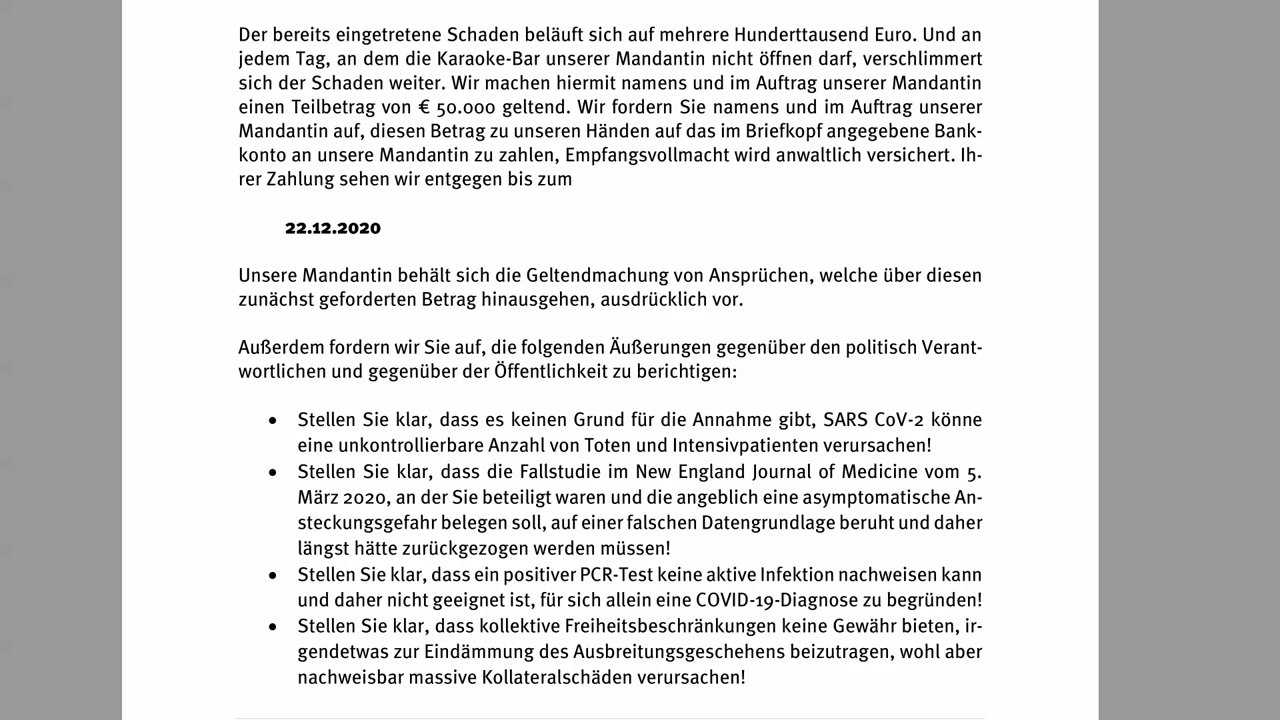 Der bereits eingetretene Schaden beläuft sich auf mehrere Hunderttausend Euro. Und an
jedem Tag, an dem die Karaoke-Bar unserer Mandantin nicht öffnen darf, verschlimmert
sich der Schaden weiter. Wir machen hiermit namens und im Auftrag unserer Mandantin
einen Teilbetrag von € 50.000 geltend. Wir fordern Sie namens und im Auftrag unserer
Mandantin auf, diesen Betrag zu unseren Händen auf das im Briefkopf angegebene Bank-
konto an unsere Mandantin zu zahlen, Empfangsvollmacht wird anwaltlich versichert. Ih-
rer Zahlung sehen wir entgegen bis zum
22.12.2020
Unsere Mandantin behält sich die Geltendmachung von Ansprüchen, welche über diesen
zunächst geforderten Betrag hinausgehen, ausdrücklich vor.
Außerdem fordern wir Sie auf, die folgenden Äußerungen gegenüber den politisch Verant-
wortlichen und gegenüber der Öffentlichkeit zu berichtigen:
• Stellen Sie klar, dass es keinen Grund für die Annahme gibt, SARS CoV-2 könne
eine unkontrollierbare Anzahl von Toten und Intensivpatienten verursachen!
• Stellen Sie klar, dass die Fallstudie im New England Journal of Medicine vom 5.
März 2020, an der Sie beteiligt waren und die angeblich eine asymptomatische An-
steckungsgefahr belegen soll, auf einer falschen Datengrundlage beruht und daher
längst hätte zurückgezogen werden müssen!
• Stellen Sie klar, dass ein positiver PCR-Test keine aktive Infektion nachweisen kann
und daher nicht geeignet ist, für sich allein eine COVID-19-Diagnose zu begründen!
• Stellen Sie klar, dass kollektive Freiheitsbeschränkungen keine Gewähr bieten, ir-
gendetwas zur Eindämmung des Ausbreitungsgeschehens beizutragen, wohl aber
nachweisbar massive Kollateralschäden verursachen!